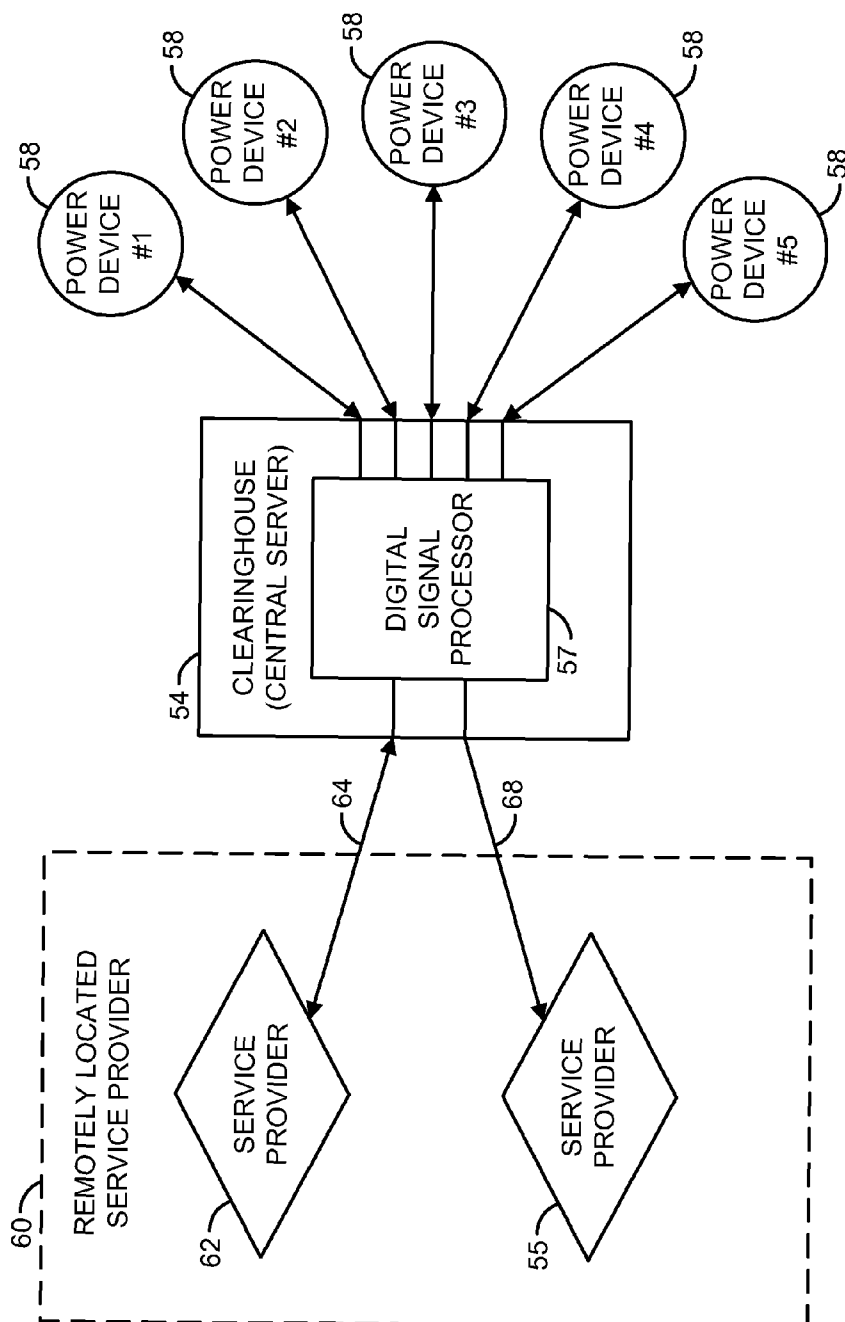 60
REMOTELY LOCATED
SERVICE PROVIDER
62
SERVICE
PROVIDER
55
SERVICE
PROVIDER
64
68
54
CLEARINGHOUSE
(CENTRAL SERVER)
DIGITAL
SIGNAL
PROCESSOR
57
58
POWER
DEVICE
#1
58
POWER
DEVICE
#2
58
POWER
DEVICE
#3
58
POWER
DEVICE
#4
58
POWER
DEVICE
#5